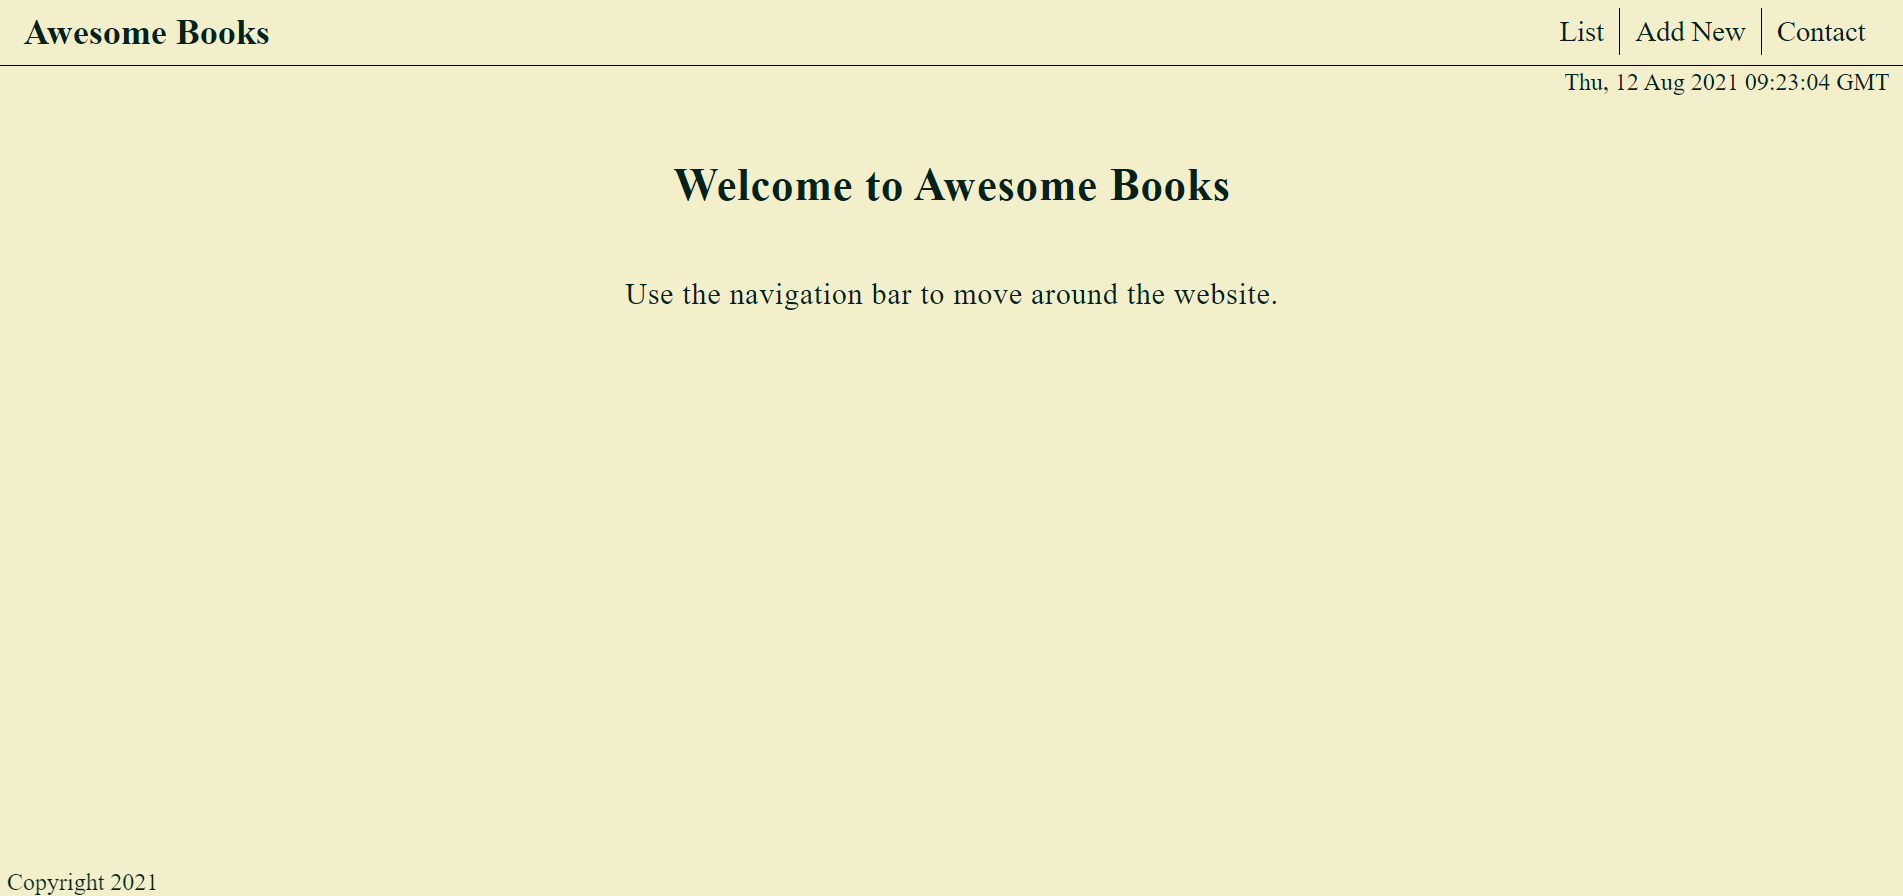 Awesome Books
List
Add New
Contact
Thu, 12 Aug 2021 09:23:04 GMT
Welcome to Awesome Books
Use the navigation bar to move around the website.
Copyright 2021